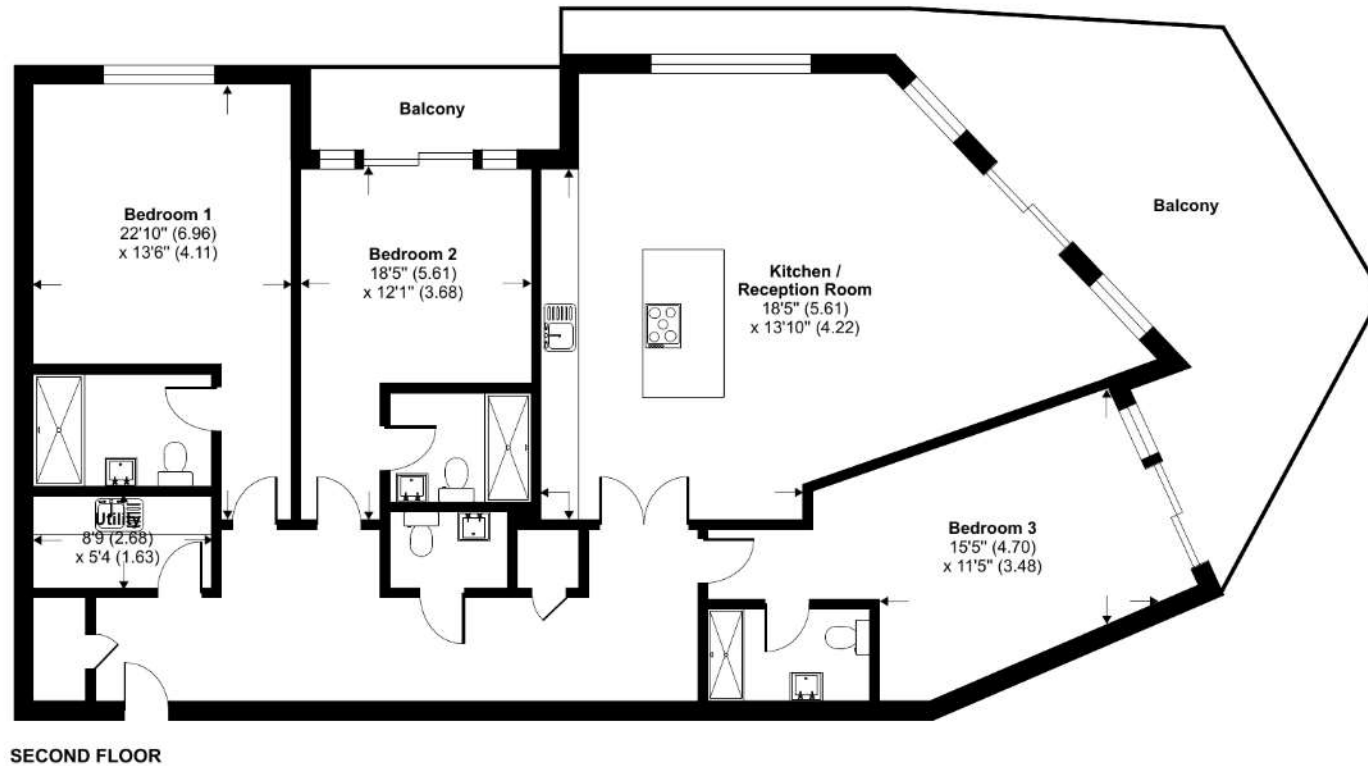 Balcony
Bedroom 1
22'10" (6.96)
x 13'6" (4.11)
Bedroom 2
18'5" (5.61)
x 12'1" (3.68)
Kitchen /
Reception Room
18'5" (5.61)
x 13'10" (4.22)
Balcony
Utility
8'9 (2.68)
x 5'4 (1.63)
Bedroom 3
15'5" (4.70)
x 11'5" (3.48)
SECOND FLOOR